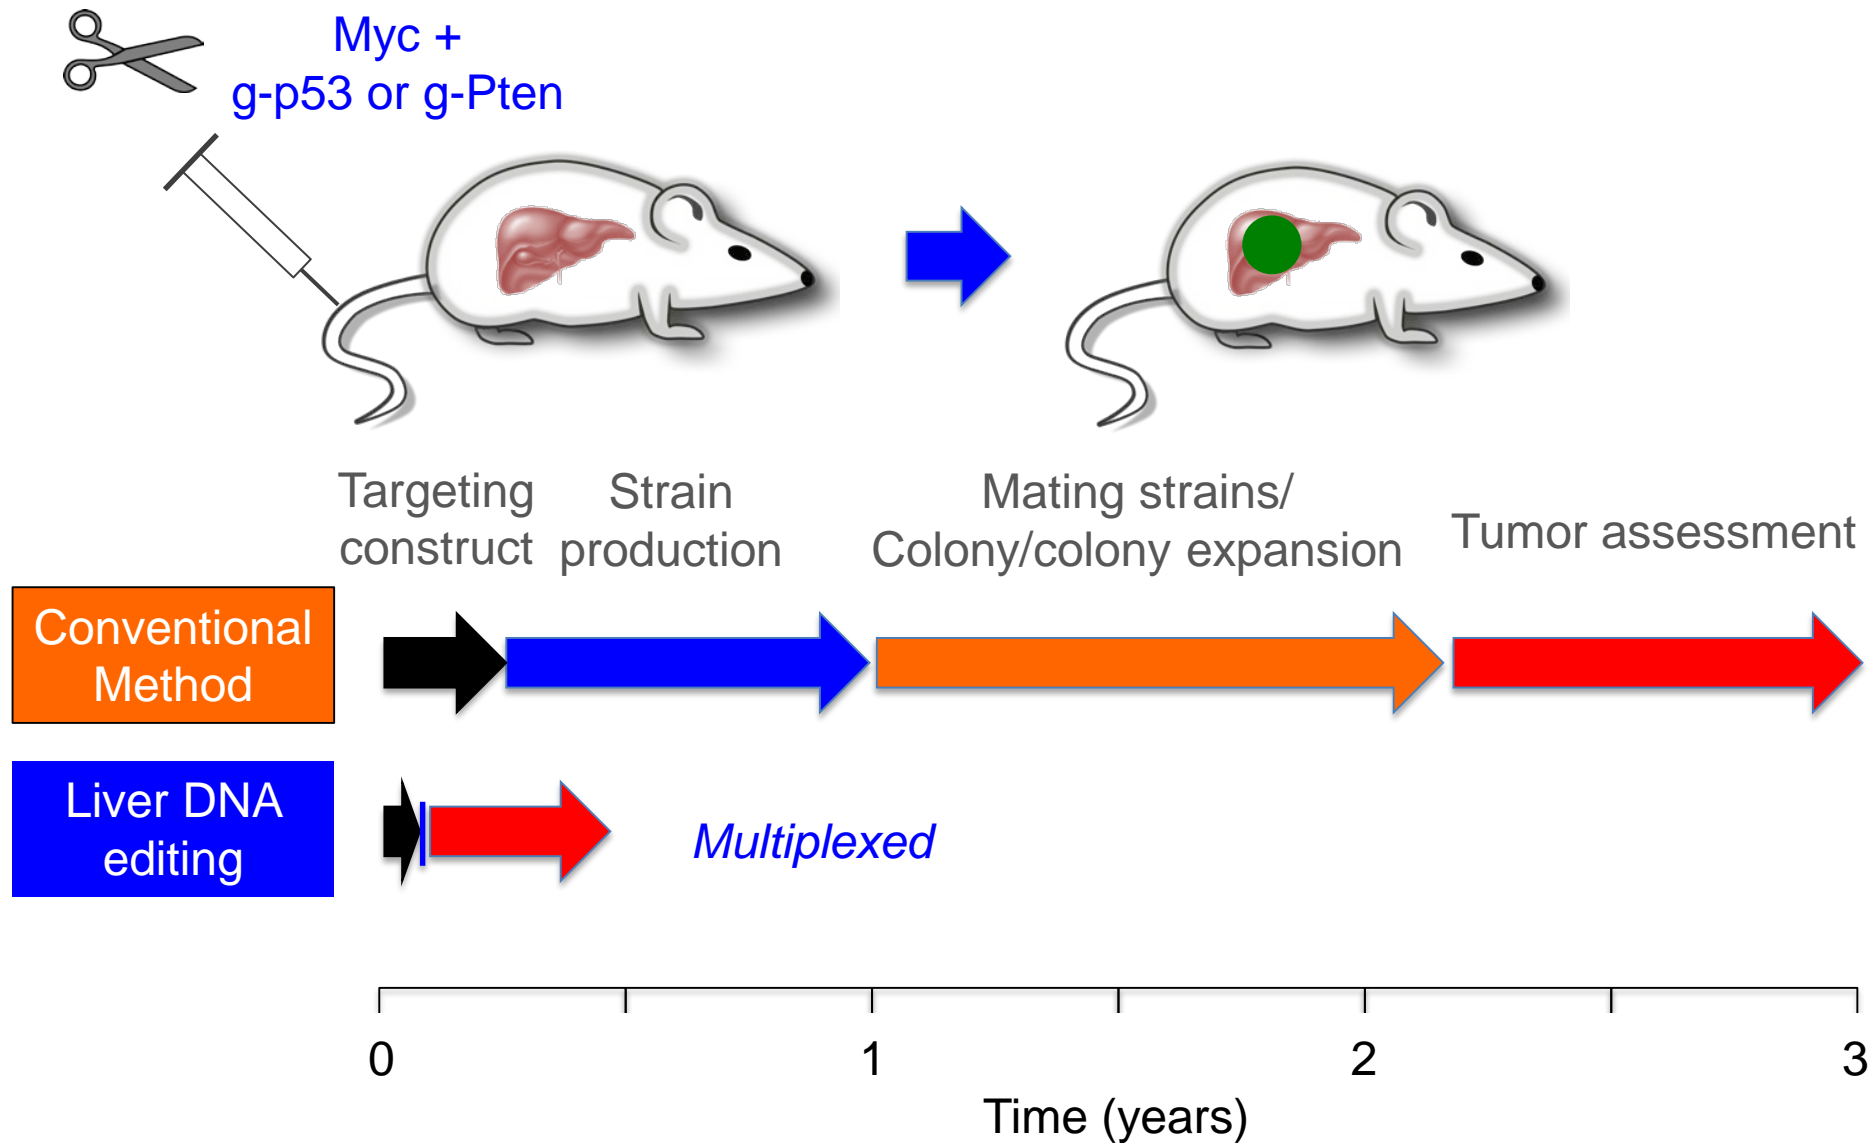 Myc +
g-p53 or g-Pten
Targeting
construct
Strain
production
Mating strains/
Colony/colony expansion
Tumor assessment
Conventional
Method
Liver DNA
editing
Multiplexed
0 1 2 3
Time (years)